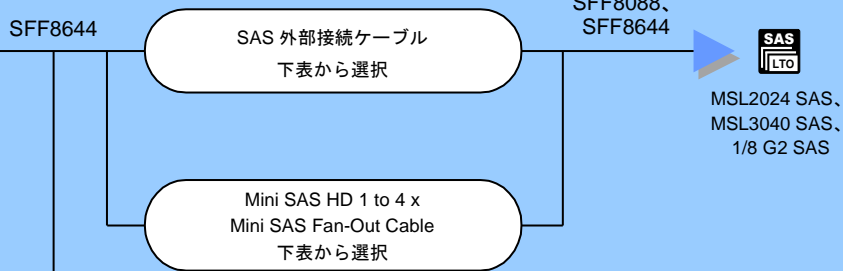 SFF8644
SAS 外部接続ケーブル
下表から選択
SFF8088、
SFF8644
SAS
LTO
MSL2024 SAS、
MSL3040 SAS、
1/8 G2 SAS
Mini SAS HD 1 to 4 x
Mini SAS Fan-Out Cable
下表から選択